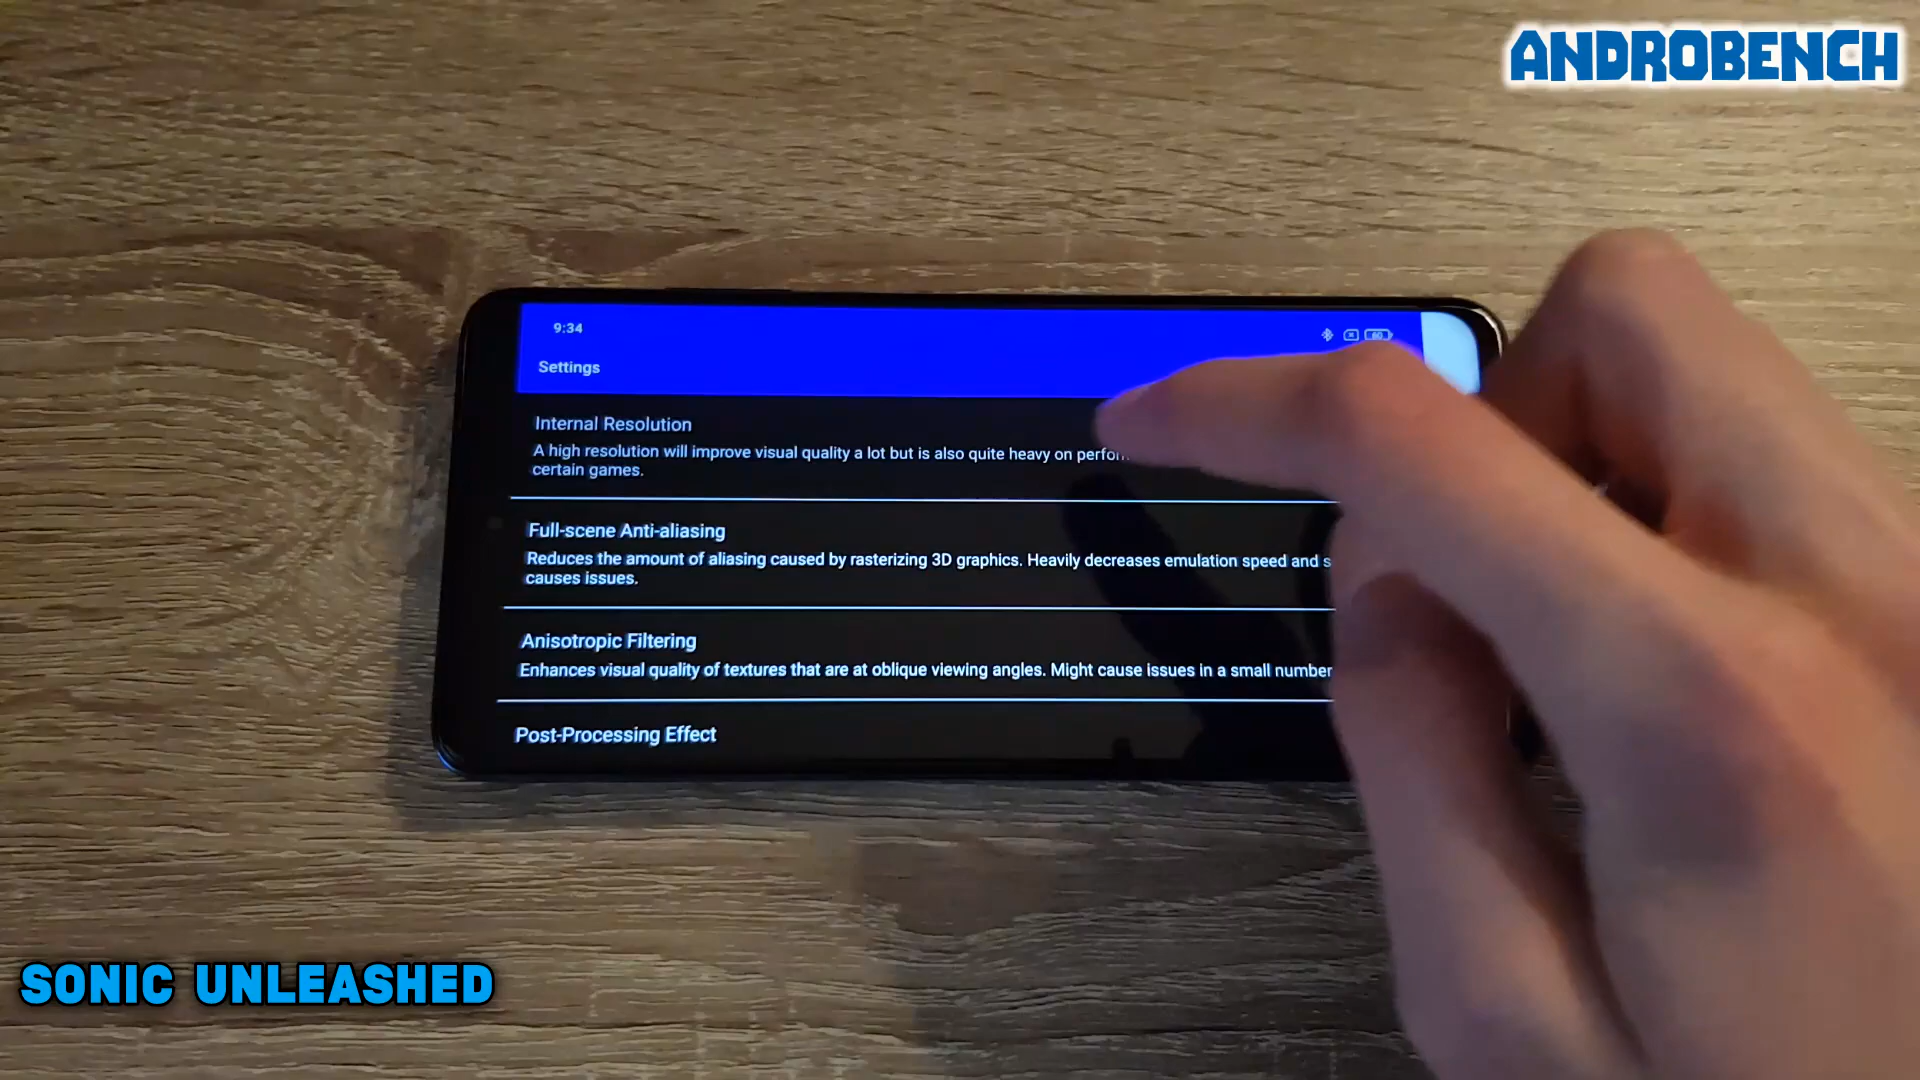 ANDROBENCH
9:34
60
Settings
Internal Resolution
A high resolution will improve visual quality a lot but is also quite heavy on
certain games.
Full-scene Anti-aliasing
Reduces the amount of aliasing caused by rasterizing 3D graphics. Heavily decreases emulation speed and
causes issues.
Anisotropic Filtering
Enhances visual quality of textures that are at oblique viewing angles. Might cause issues in a small number
Post-Processing Effect
SONIC UNLEASHED